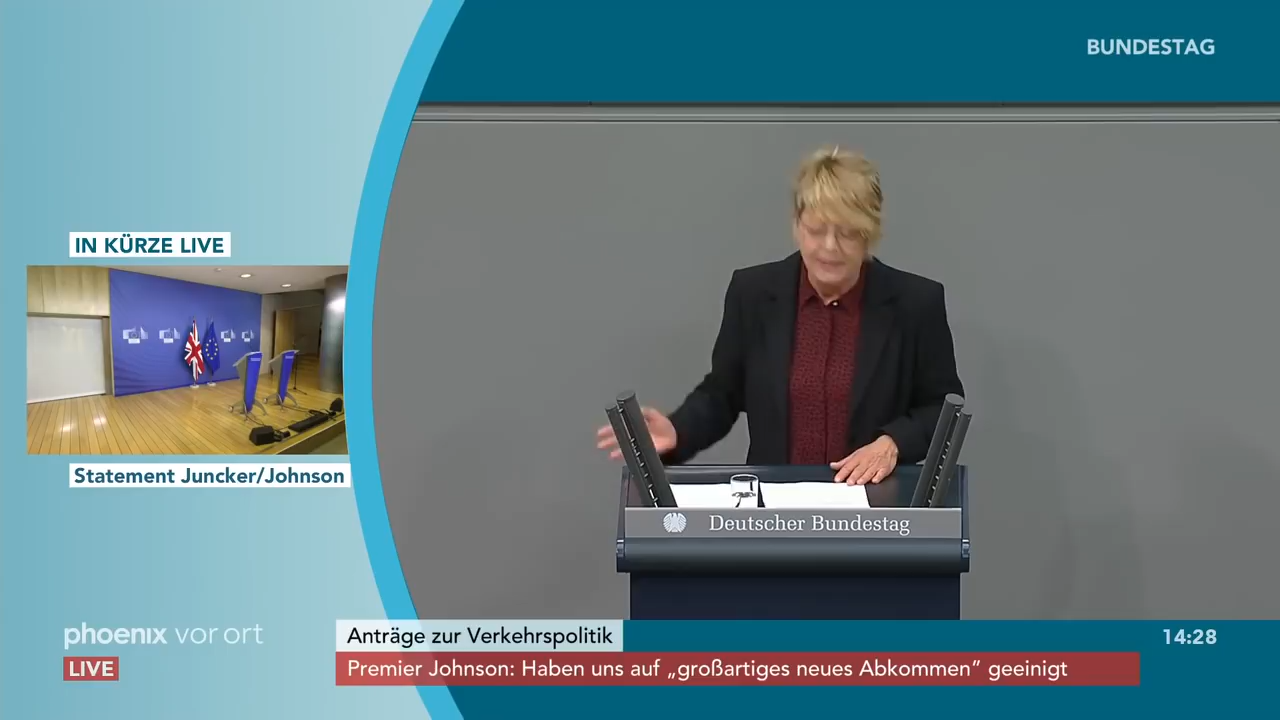 BUNDESTAG
IN KÜRZE LIVE
Statement Juncker/Johnson
Deutscher Bundestag
phoenix vor ort
LIVE
Anträge zur Verkehrspolitik
14:28
Premier Johnson: Haben uns auf „großartiges neues Abkommen” geeinigt